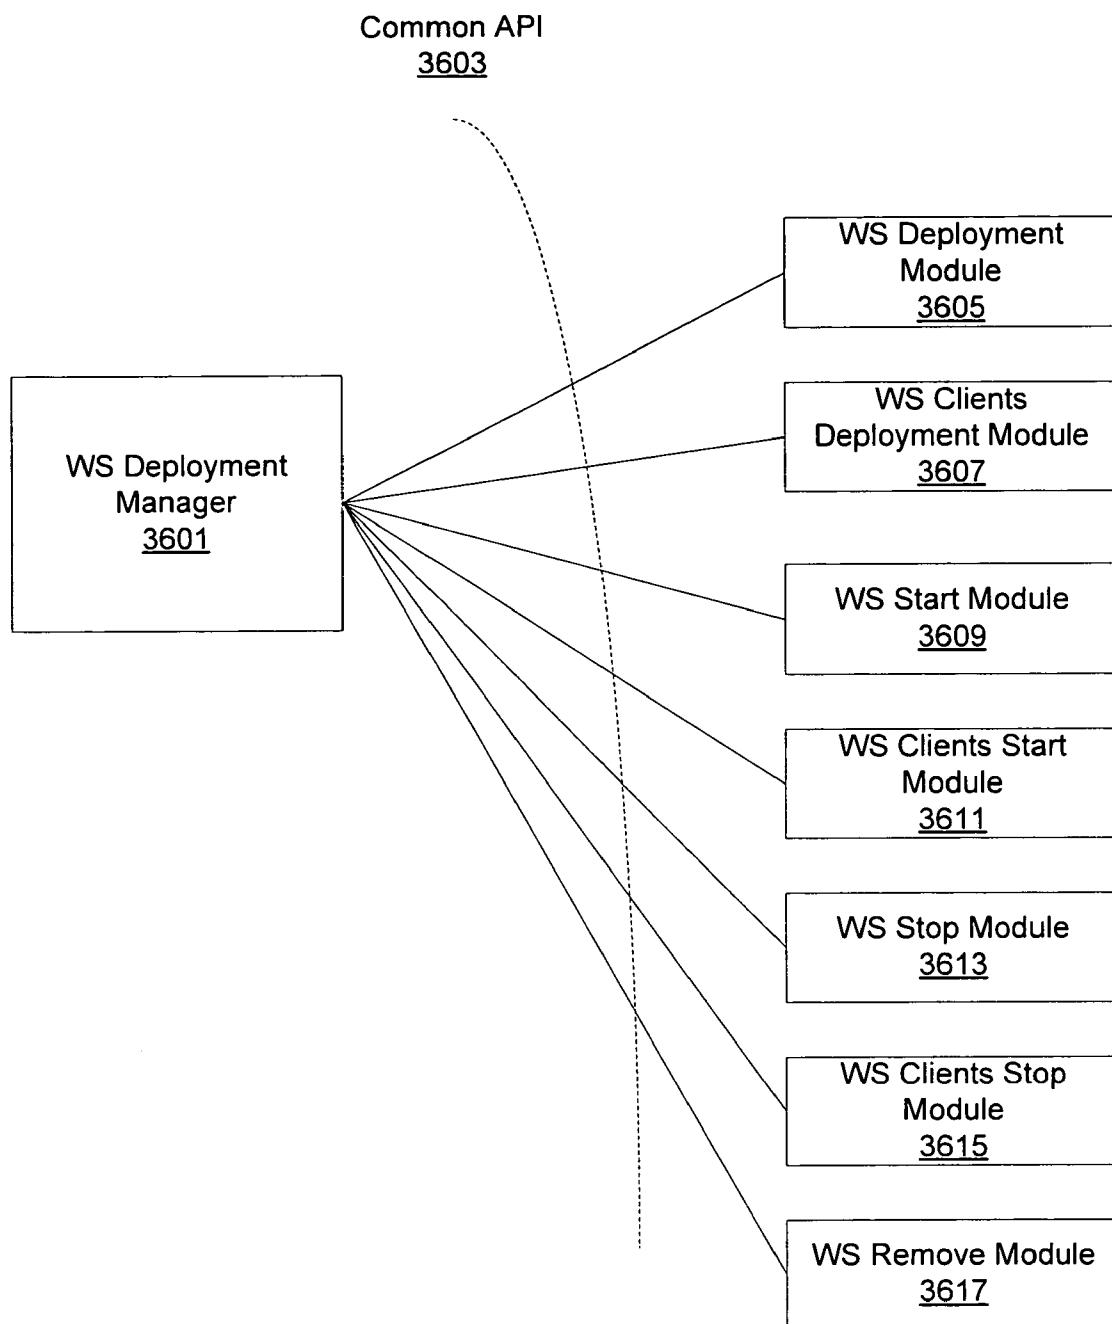 Common API
3603
WS Deployment
Module
3605
WS Clients
Deployment Module
3607
WS Deployment
Manager
3601
WS Start Module
3609
WS Clients Start
Module
3611
WS Stop Module
3613
WS Clients Stop
Module
3615
WS Remove Module
3617